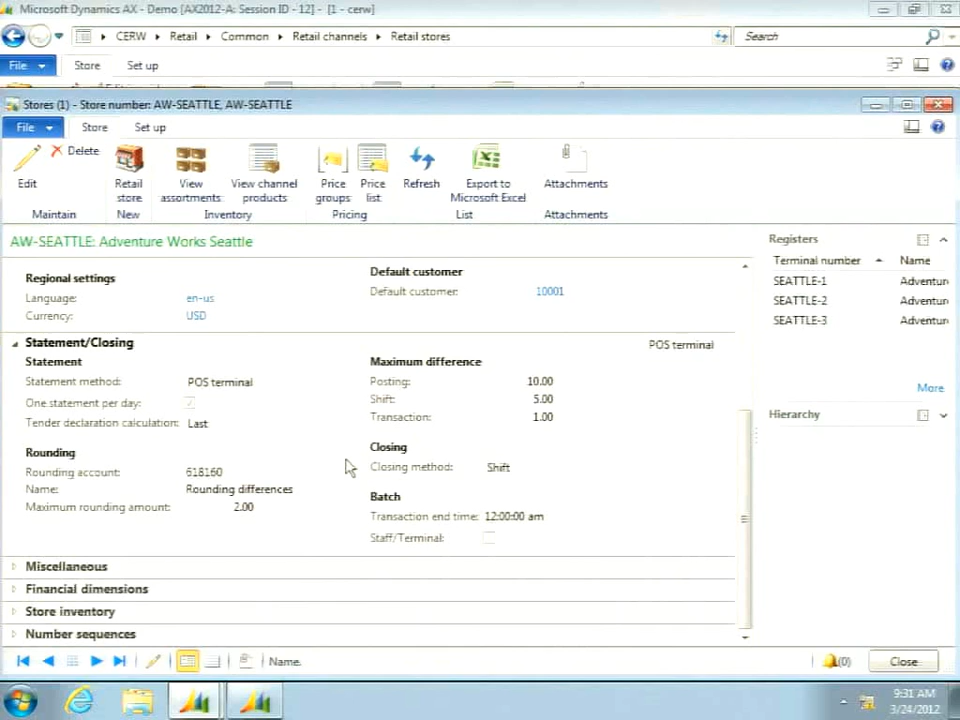 Microsoft Dynamics AX - Demo [AX2012-A: Session ID - 12] - [1 - cerw]
CERW Retail Common Retail channels Retail stores
Search
File Store Set up
Stores (1) - Store number: AW-SEATTLE, AW-SEATTLE
File Store Set up
Edit
Delete
Maintain
Retail store
New
View assortments
View channel products
Inventory
Price groups
Price list
Pricing
Refresh
Export to Microsoft Excel
List
Attachments
Attachments
AW-SEATTLE: Adventure Works Seattle
Regional settings
Language: en-us
Currency: USD
Default customer
Default customer: 10001
Statement/Closing
POS terminal
Statement
Statement method: POS terminal
One statement per day:
Tender declaration calculation: Last
Rounding
Rounding account: 618160
Name: Rounding differences
Maximum rounding amount: 2.00
Maximum difference
Posting: 10.00
Shift: 5.00
Transaction: 1.00
Closing
Closing method: Shift
Batch
Transaction end time: 12:00:00 am
Staff/Terminal:
Miscellaneous
Financial dimensions
Store inventory
Number sequences
Registers
Terminal number Name
SEATTLE-1 Adventur
SEATTLE-2 Adventur
SEATTLE-3 Adventur
More
Hierarchy
Name.
(0)
Close
9:31 AM
3/24/2012